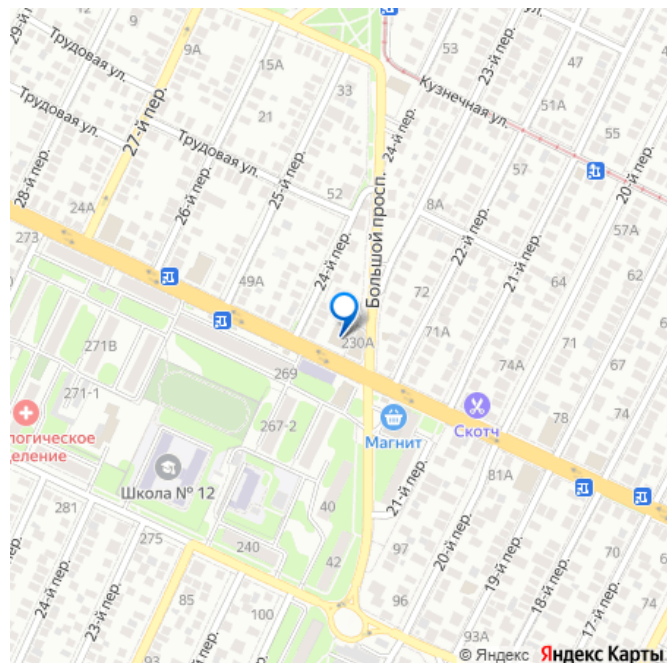 29-й пер.
12
9
9А
Трудовая ул.
15А
33
53
23-й пер.
47
Кузнечная ул.
51А
Трудовая ул.
27-й пер.
21
Трудовая ул.
24-й пер.
55
28-й пер.
24А
26-й пер.
25-й пер.
52
57
20-й пер.
Большой просп.
8А
22-й пер.
57А
273
24-й пер.
21-й пер.
49А
72
64
62
230А
71А
271В
269
74А
71
67
271-1
267-2
Магнит
Скотч
78
74
логическое
деление
Школа № 12
81А
281
40
21-й пер.
275
240
42
97
20-й пер.
19-й пер.
70
24-й пер.
23-й пер.
85
100
96
18-й пер.
17-й пер.
74
93
93А
© Яндекс Яндекс Карты